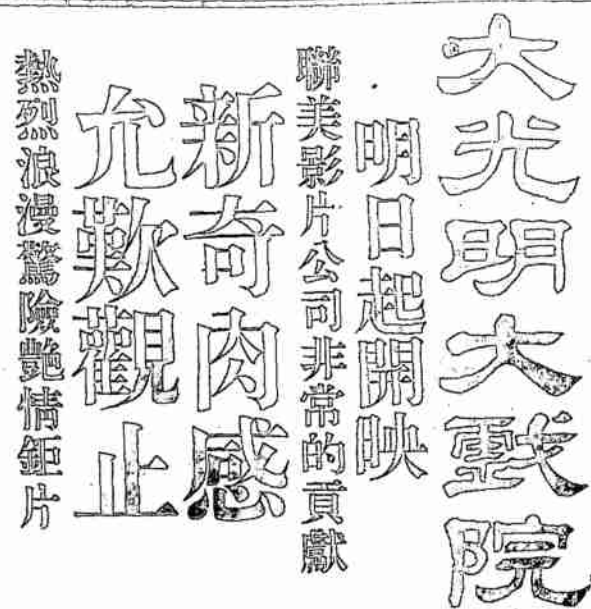 大光明大戲院
明日起開映
聯美影片公司非常的貢獻
新奇肉感
允歎觀止
熱烈浪漫驚險艶情鉅片